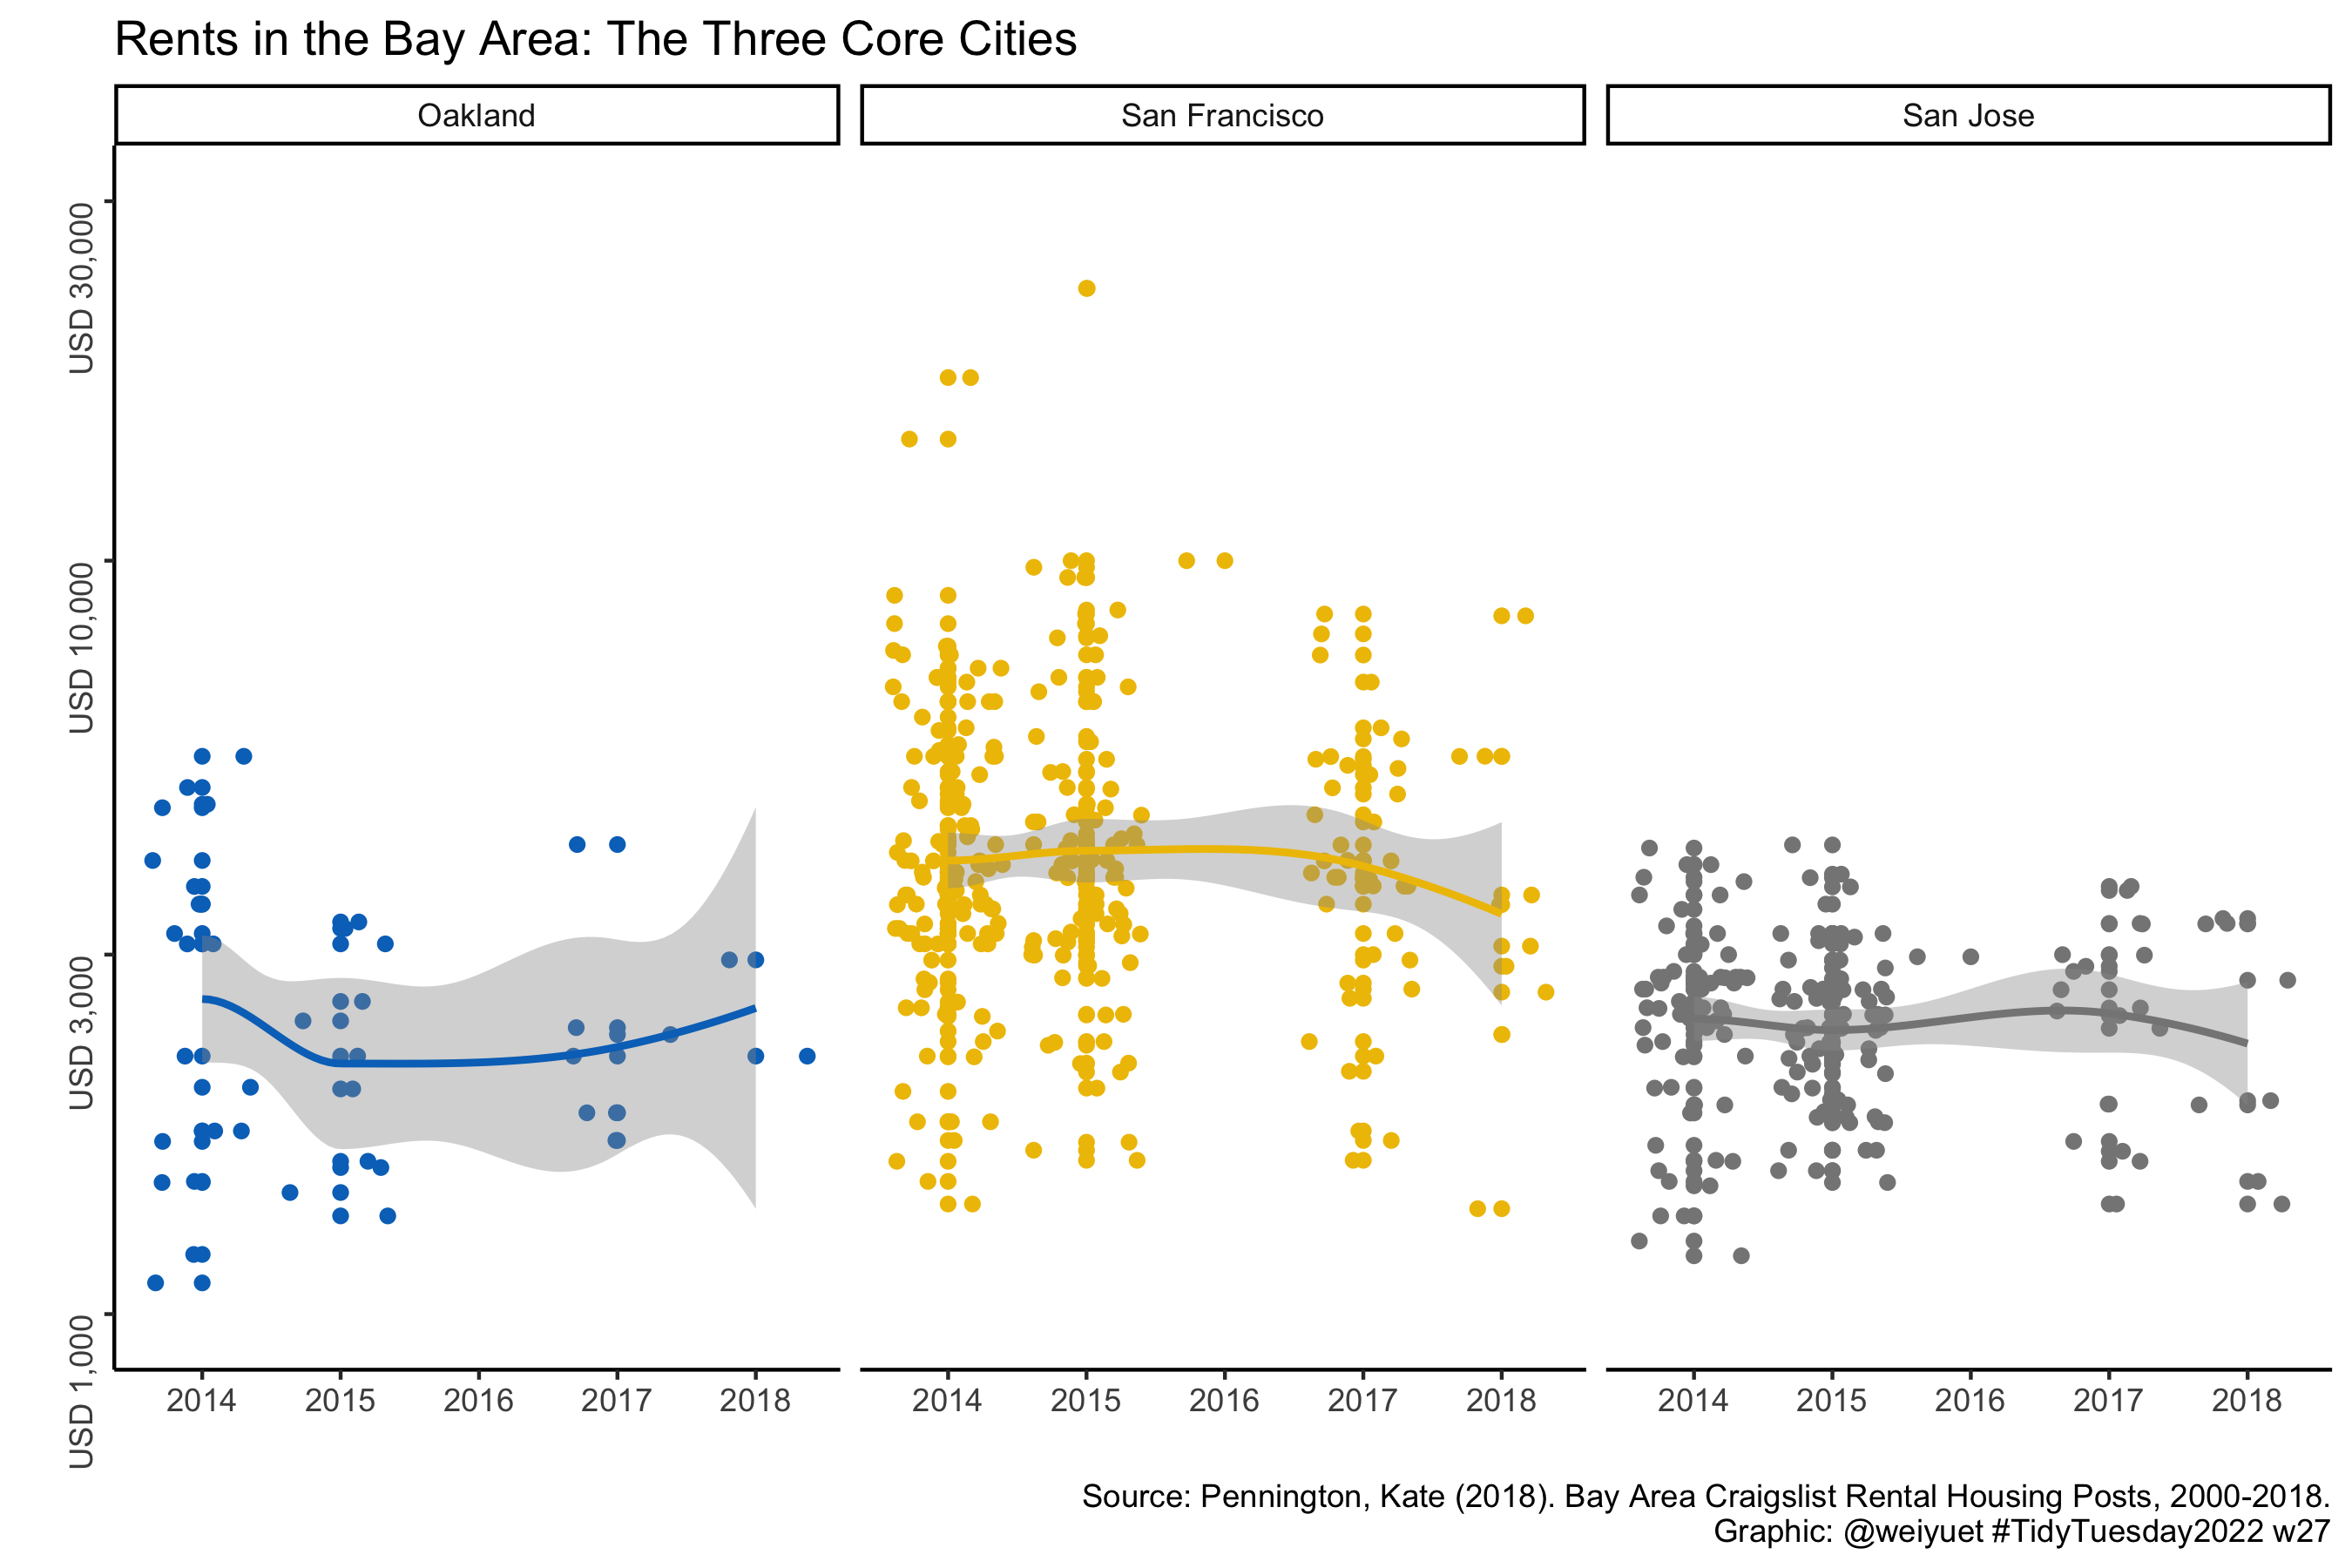 Rents in the Bay Area: The Three Core Cities
Oakland
San Francisco
San Jose
USD 30,000
USD 10,000
USD 3,000
USD 1,000
2014 2015 2016 2017 2018
2014 2015 2016 2017 2018
2014 2015 2016 2017 2018
Source: Pennington, Kate (2018). Bay Area Craigslist Rental Housing Posts, 2000-2018.
Graphic: @weiyuet #TidyTuesday2022 w27